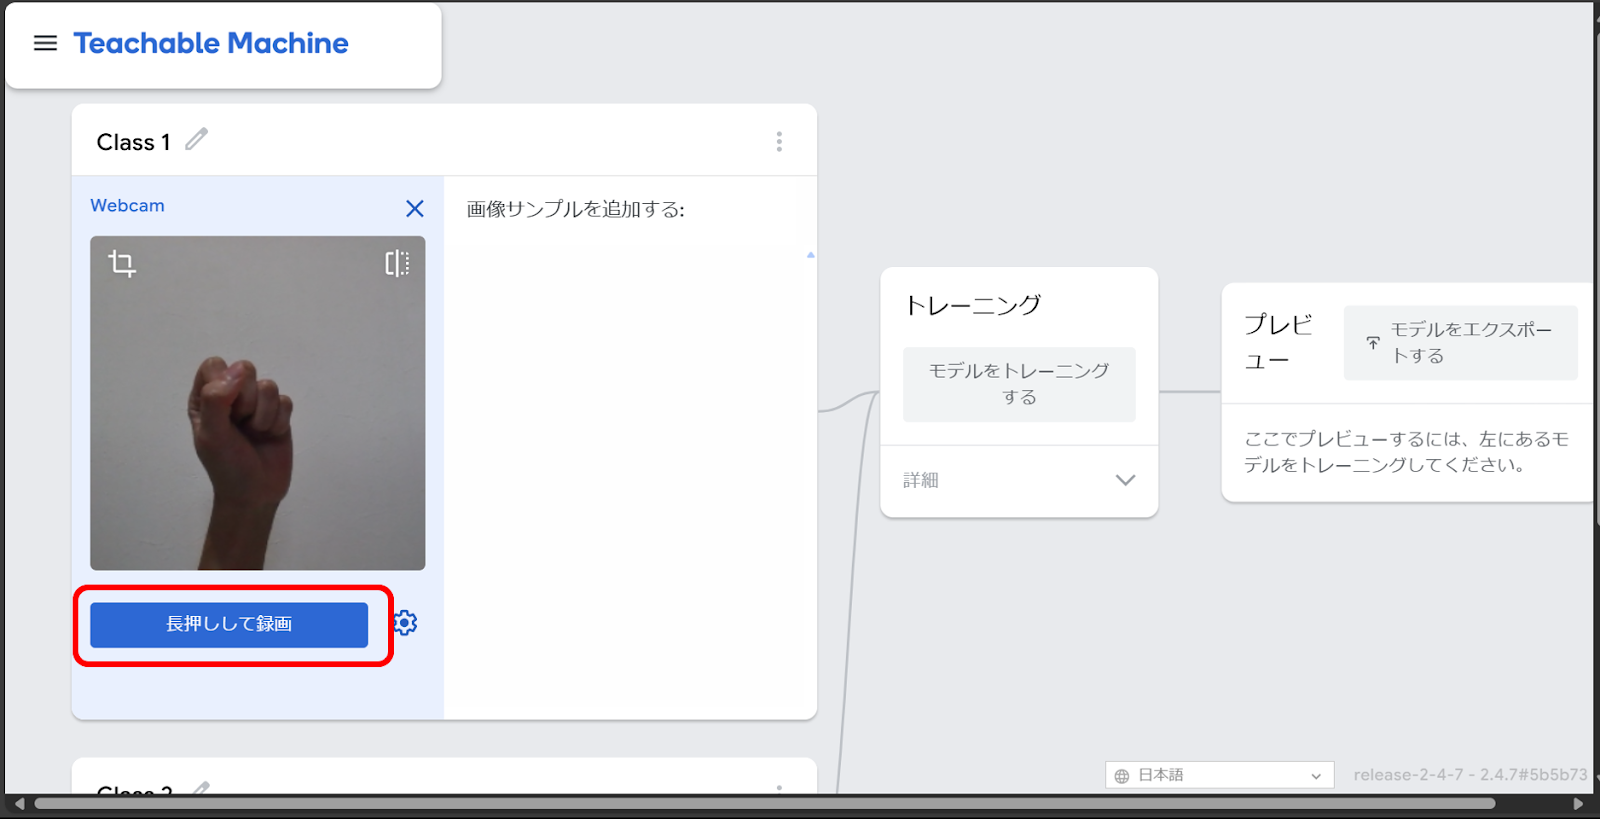 Teachable Machine
Class 1
Webcam
画像サンプルを追加する:
長押しして録画
トレーニング
モデルをトレーニング
する
詳細
プレビ
ュー
モデルをエクスポー
トする
ここでプレビューするには、左にあるモ
デルをトレーニングしてください。
Class 2
日本語
release-2-4-7 - 2.4.7#5b5b73